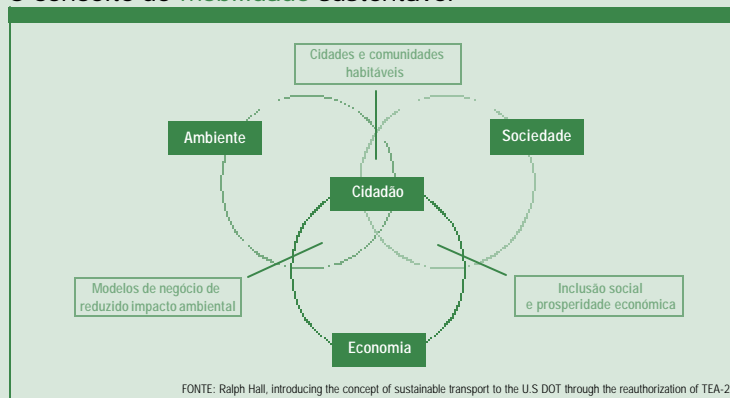 O conceito de mobilidade sustentável
Cidades e comunidades
habitáveis
Ambiente
Sociedade
Cidadão
Modelos de negócio de
reduzido impacto ambiental
Inclusão social
e prosperidade económica
Economia
FONTE: Ralph Hall, introducing the concept of sustainable transport to the U.S DOT through the reauthorization of TEA-2